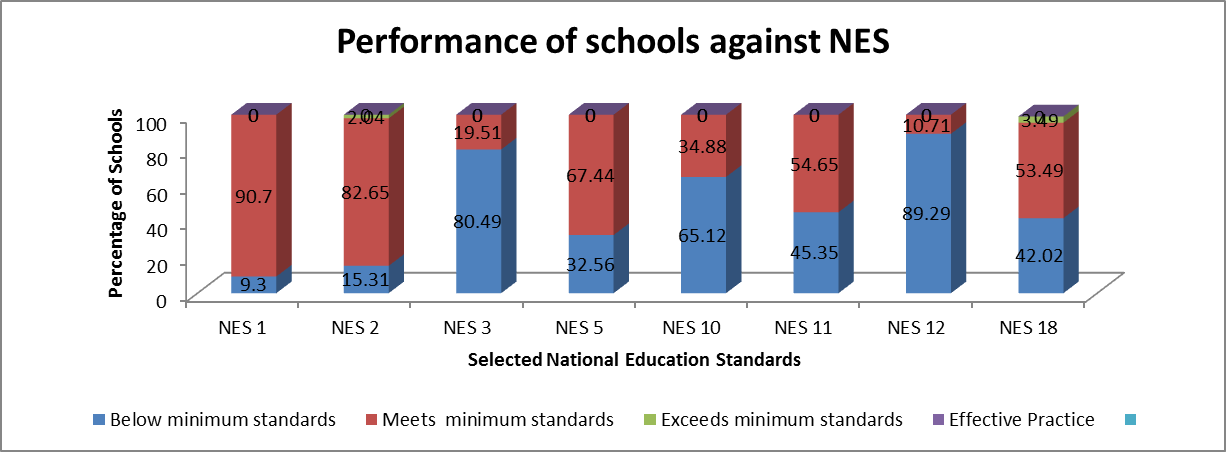 Performance of schools against NES
Percentage of Schools
100
80
60
40
20
0
0 0 0 0 0 0 0 0
2.04 3.49
90.7 82.65 19.51 67.44 34.88 54.65 10.71 53.49
9.3 15.31 80.49 32.56 65.12 45.35 89.29 42.02
NES 1 NES 2 NES 3 NES 5 NES 10 NES 11 NES 12 NES 18
Selected National Education Standards
Below minimum standards Meets minimum standards Exceeds minimum standards Effective Practice